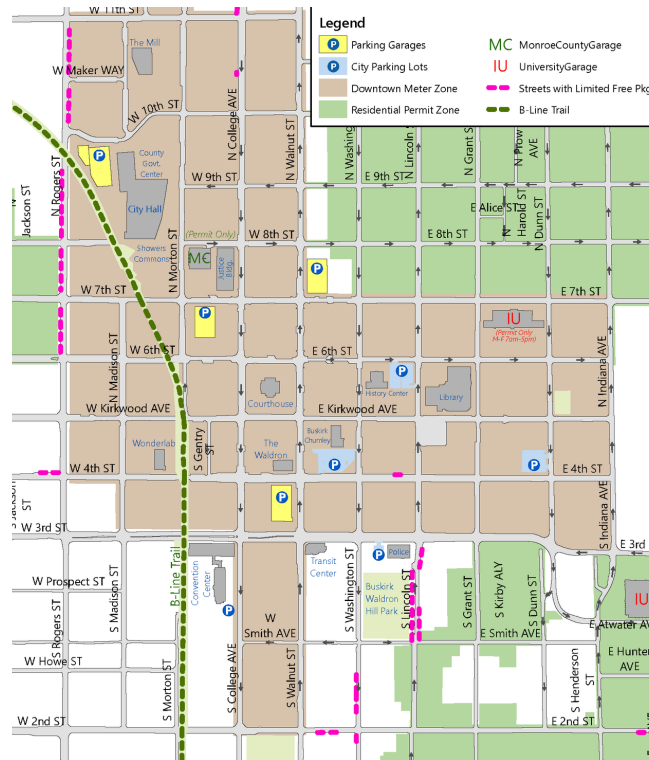 W 11th ST
Legend
P Parking Garages
P City Parking Lots
Downtown Meter Zone
Residential Permit Zone
MC MonroeCountyGarage
IU UniversityGarage
Streets with Limited Free Pkg
B-Line Trail
The Mill
W Maker WAY
W 10th ST
N College AVE
N Walnut ST
N Washing
N Lincoln ST
N Grant ST
N Prow
AVE
P
County
Govt.
Center
City Hall
W 9th ST
E 9th ST
N Rogers ST
Jackson ST
N
E Alice ST
Harold ST
N
N Dunn ST
(Permit Only)
W 8th ST
E 8th ST
Showers
Commons
N Morton ST
MC
Justice
Bldg.
P
W 7th ST
E 7th ST
P
IU
(Permit Only)
M-F 7am-5pm)
W 6th ST
E 6th ST
N Madison ST
N Indiana AVE
P
History Center
Library
Courthouse
W Kirkwood AVE
E Kirkwood AVE
Wonderlab
S Gentry
ST
The
Waldron
Buskirk
Chumley
P
P
W 4th ST
E 4th ST
S Jackson
ST
P
S Indiana AVE
W 3rd ST
E 3rd
B-Line Trail
Convention
Center
Transit
Center
P
Police
W Prospect ST
S Rogers ST
S Madison ST
P
S Washington ST
Buskirk
Waldron
Hill Park
S Lincoln ST
S Grant ST
S Kirby ALY
S Dunn ST
IU
W
Smith AVE
E Smith AVE
E Atwater AV
W Howe ST
S Morton ST
S College AVE
S Walnut ST
S Henderson
ST
E Hunter
AVE
W 2nd ST
E 2nd ST